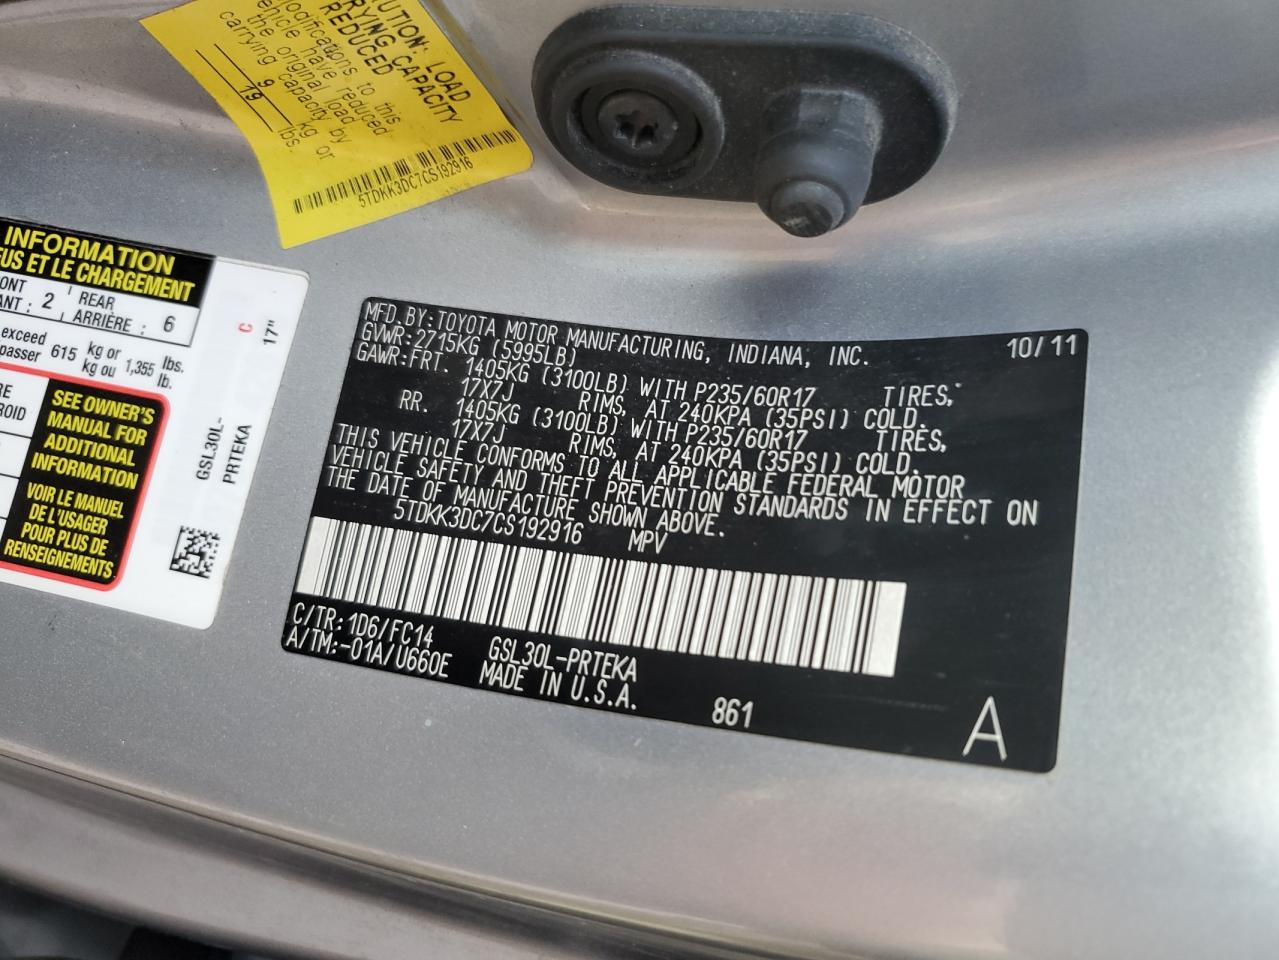 UTION: LOAD
RYING CAPACITY
REDUCED
odifications to this
ehicle have reduced
the original load
carrying capacity by
9 kg or
19 lbs.
5TDKK3DC7CS192916
INFORMATION
EUS ET LE CHARGEMENT
ONT
ANT : 2
REAR
ARRIÈRE : 6
exceed
passer 615 kg or 1,355 lbs.
kg ou lb.
RE
ROID
SEE OWNER'S
MANUAL FOR
ADDITIONAL
INFORMATION
VOIR LE MANUEL
DE L'USAGER
POUR PLUS DE
RENSEIGNEMENTS
C
17"
GSL30L-
PRTEKA
MFD. BY: TOYOTA MOTOR MANUFACTURING, INDIANA, INC. 10/11
GVWR: 2715KG (5995LB)
GAWR: FRT. 1405KG (3100LB) WITH P235/60R17 TIRES,
17X7J RIMS, AT 240KPA (35PSI) COLD.
RR. 1405KG (3100LB) WITH P235/60R17 TIRES,
17X7J RIMS, AT 240KPA (35PSI) COLD.
THIS VEHICLE CONFORMS TO ALL APPLICABLE FEDERAL MOTOR
VEHICLE SAFETY AND THEFT PREVENTION STANDARDS IN EFFECT ON
THE DATE OF MANUFACTURE SHOWN ABOVE.
5TDKK3DC7CS192916 MPV
C/TR: 1D6/FC14 GSL30L-PRTEKA
A/TM: -01A/U660E MADE IN U.S.A. 861
A